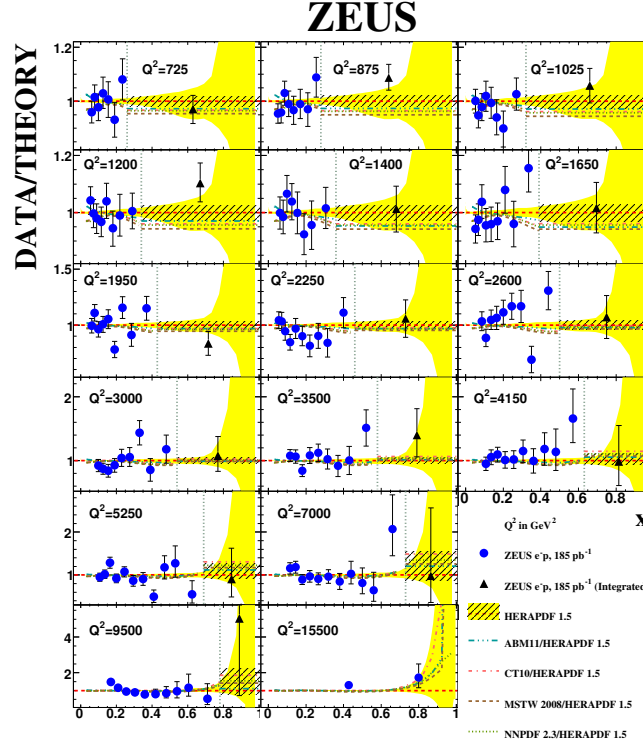 ZEUS
DATA/THEORY
1.2
1
Q²=725
Q²=875
Q²=1025
1.2
1
Q²=1200
Q²=1400
Q²=1650
1.5
1
Q²=1950
Q²=2250
Q²=2600
2
1
Q²=3000
Q²=3500
Q²=4150
0 0.2 0.4 0.6 0.8
x
2
1
Q²=5250
Q²=7000
4
2
Q²=9500
Q²=15500
0 0.2 0.4 0.6 0.8
0 0.2 0.4 0.6 0.8 1
Q² in GeV²
ZEUS e⁻p, 185 pb⁻¹
ZEUS e⁻p, 185 pb⁻¹ (Integrated
HERAPDF 1.5
ABM11/HERAPDF 1.5
CT10/HERAPDF 1.5
MSTW 2008/HERAPDF 1.5
NNPDF 2.3/HERAPDF 1.5